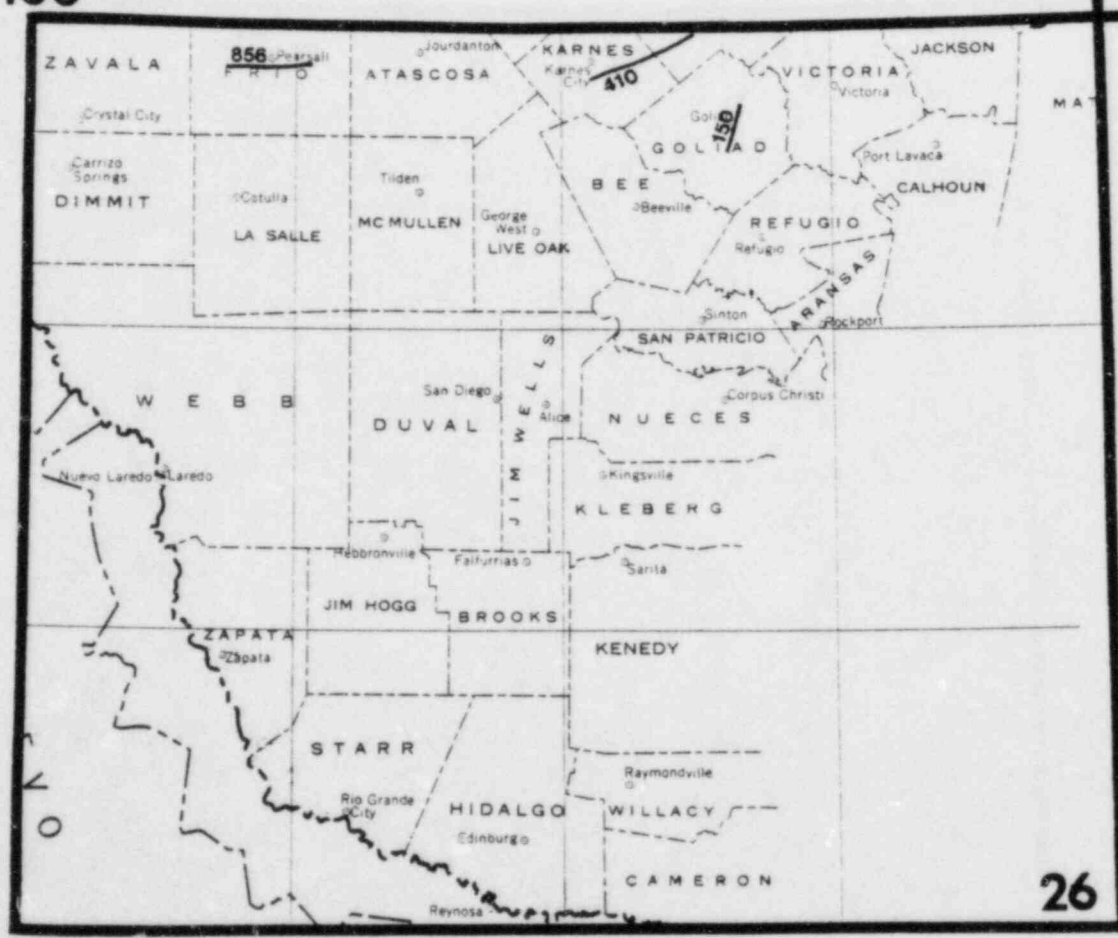 ZAVALA
856
Pearsall
FRIO
Jourdanton
ATASCOSA
KARNES
Karnes
City
410
VICTORIA
Victoria
JACKSON
Crystal City
150
GOLIAD
MAT
Port Lavaca
CALHOUN
Carrizo
Springs
DIMMIT
Cotulla
LA SALLE
Tilden
MC MULLEN
George
West
LIVE OAK
BEE
Beeville
REFUGIO
Refugio
ARANSAS
Rockport
Sinton
SAN PATRICIO
WEBB
San Diego
DUVAL
JIM WELLS
Alice
Corpus Christi
NUECES
Nuevo Laredo
Laredo
Kingsville
KLEBERG
Hebbronville
Falfurrias
Sarita
JIM HOGG
BROOKS
ZAPATA
Zapata
KENEDY
STARR
Rio Grande
City
HIDALGO
Edinburg
Raymondville
WILLACY
CAMERON
Reynosa
26